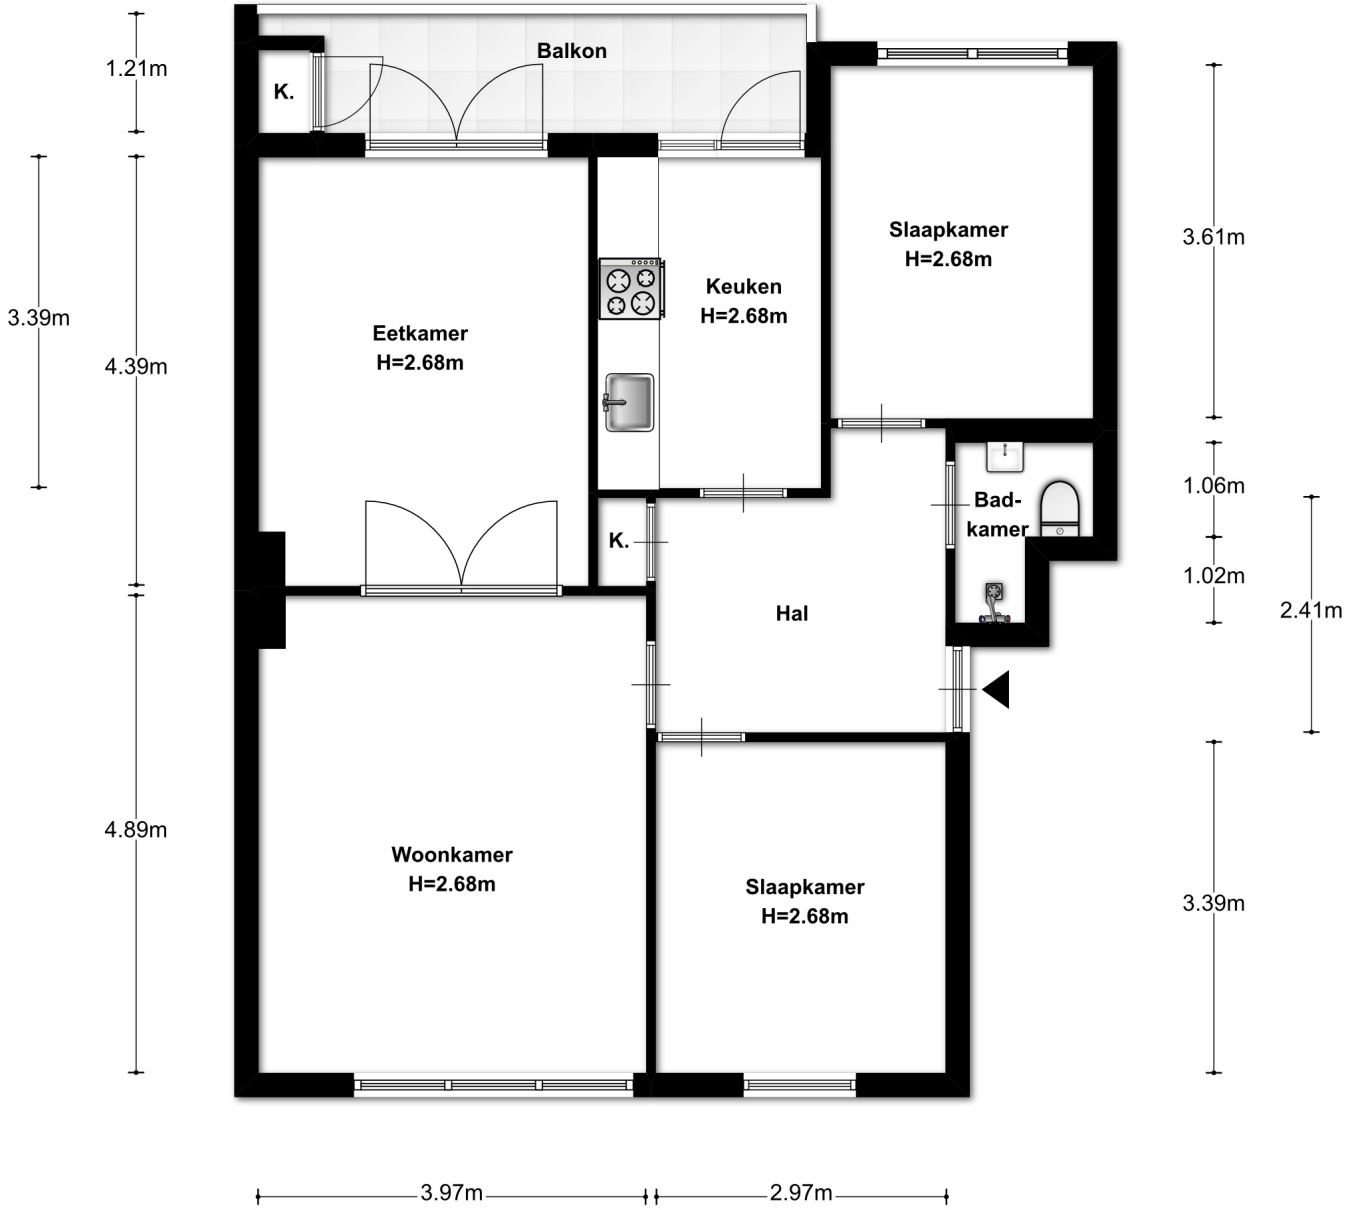 Balkon
1.21m
K.
Slaapkamer
H=2.68m
3.61m
Keuken
H=2.68m
3.39m
Eetkamer
H=2.68m
4.39m
1.06m
Bad-
kamer
K.
1.02m
Hal
2.41m
4.89m
Woonkamer
H=2.68m
Slaapkamer
H=2.68m
3.39m
3.97m
2.97m